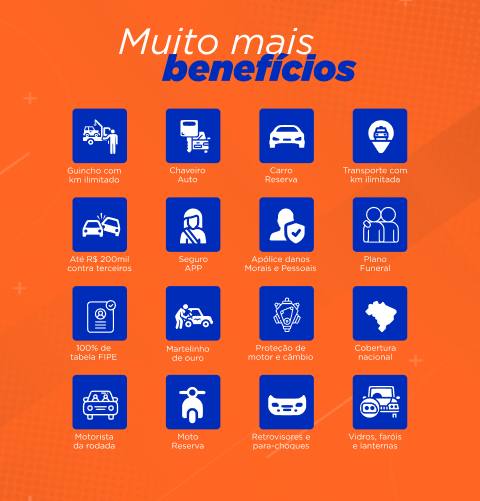 Muito mais
benefícios
Guincho com
km ilimitado
Chaveiro
Auto
Carro
Reserva
Transporte com
km ilimitada
Até R$ 200mil
contra terceiros
Seguro
APP
Apólice danos
Morais e Pessoais
Plano
Funeral
100% de
tabela FIPE
Martelinho
de ouro
Proteção de
motor e câmbio
Cobertura
nacional
Motorista
da rodada
Moto
Reserva
Retrovisores e
para-choques
Vidros, faróis
e lanternas